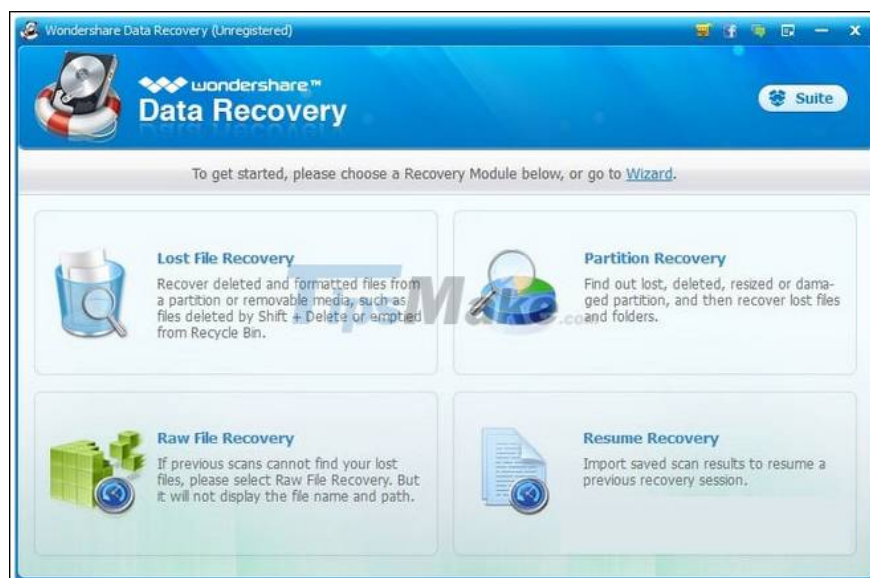 Wondershare Data Recovery (Unregistered)
wondershare™
Data Recovery
Suite
To get started, please choose a Recovery Module below, or go to Wizard.
Lost File Recovery
Recover deleted and formatted files from
a partition or removable media, such as
files deleted by Shift + Delete or emptied
from Recycle Bin.
Partition Recovery
Find out lost, deleted, resized or dama-
ged partition, and then recover lost files
and folders.
TipsMake.com
Raw File Recovery
If previous scans cannot find your lost
files, please select Raw File Recovery. But
it will not display the file name and path.
Resume Recovery
Import saved scan results to resume a
previous recovery session.